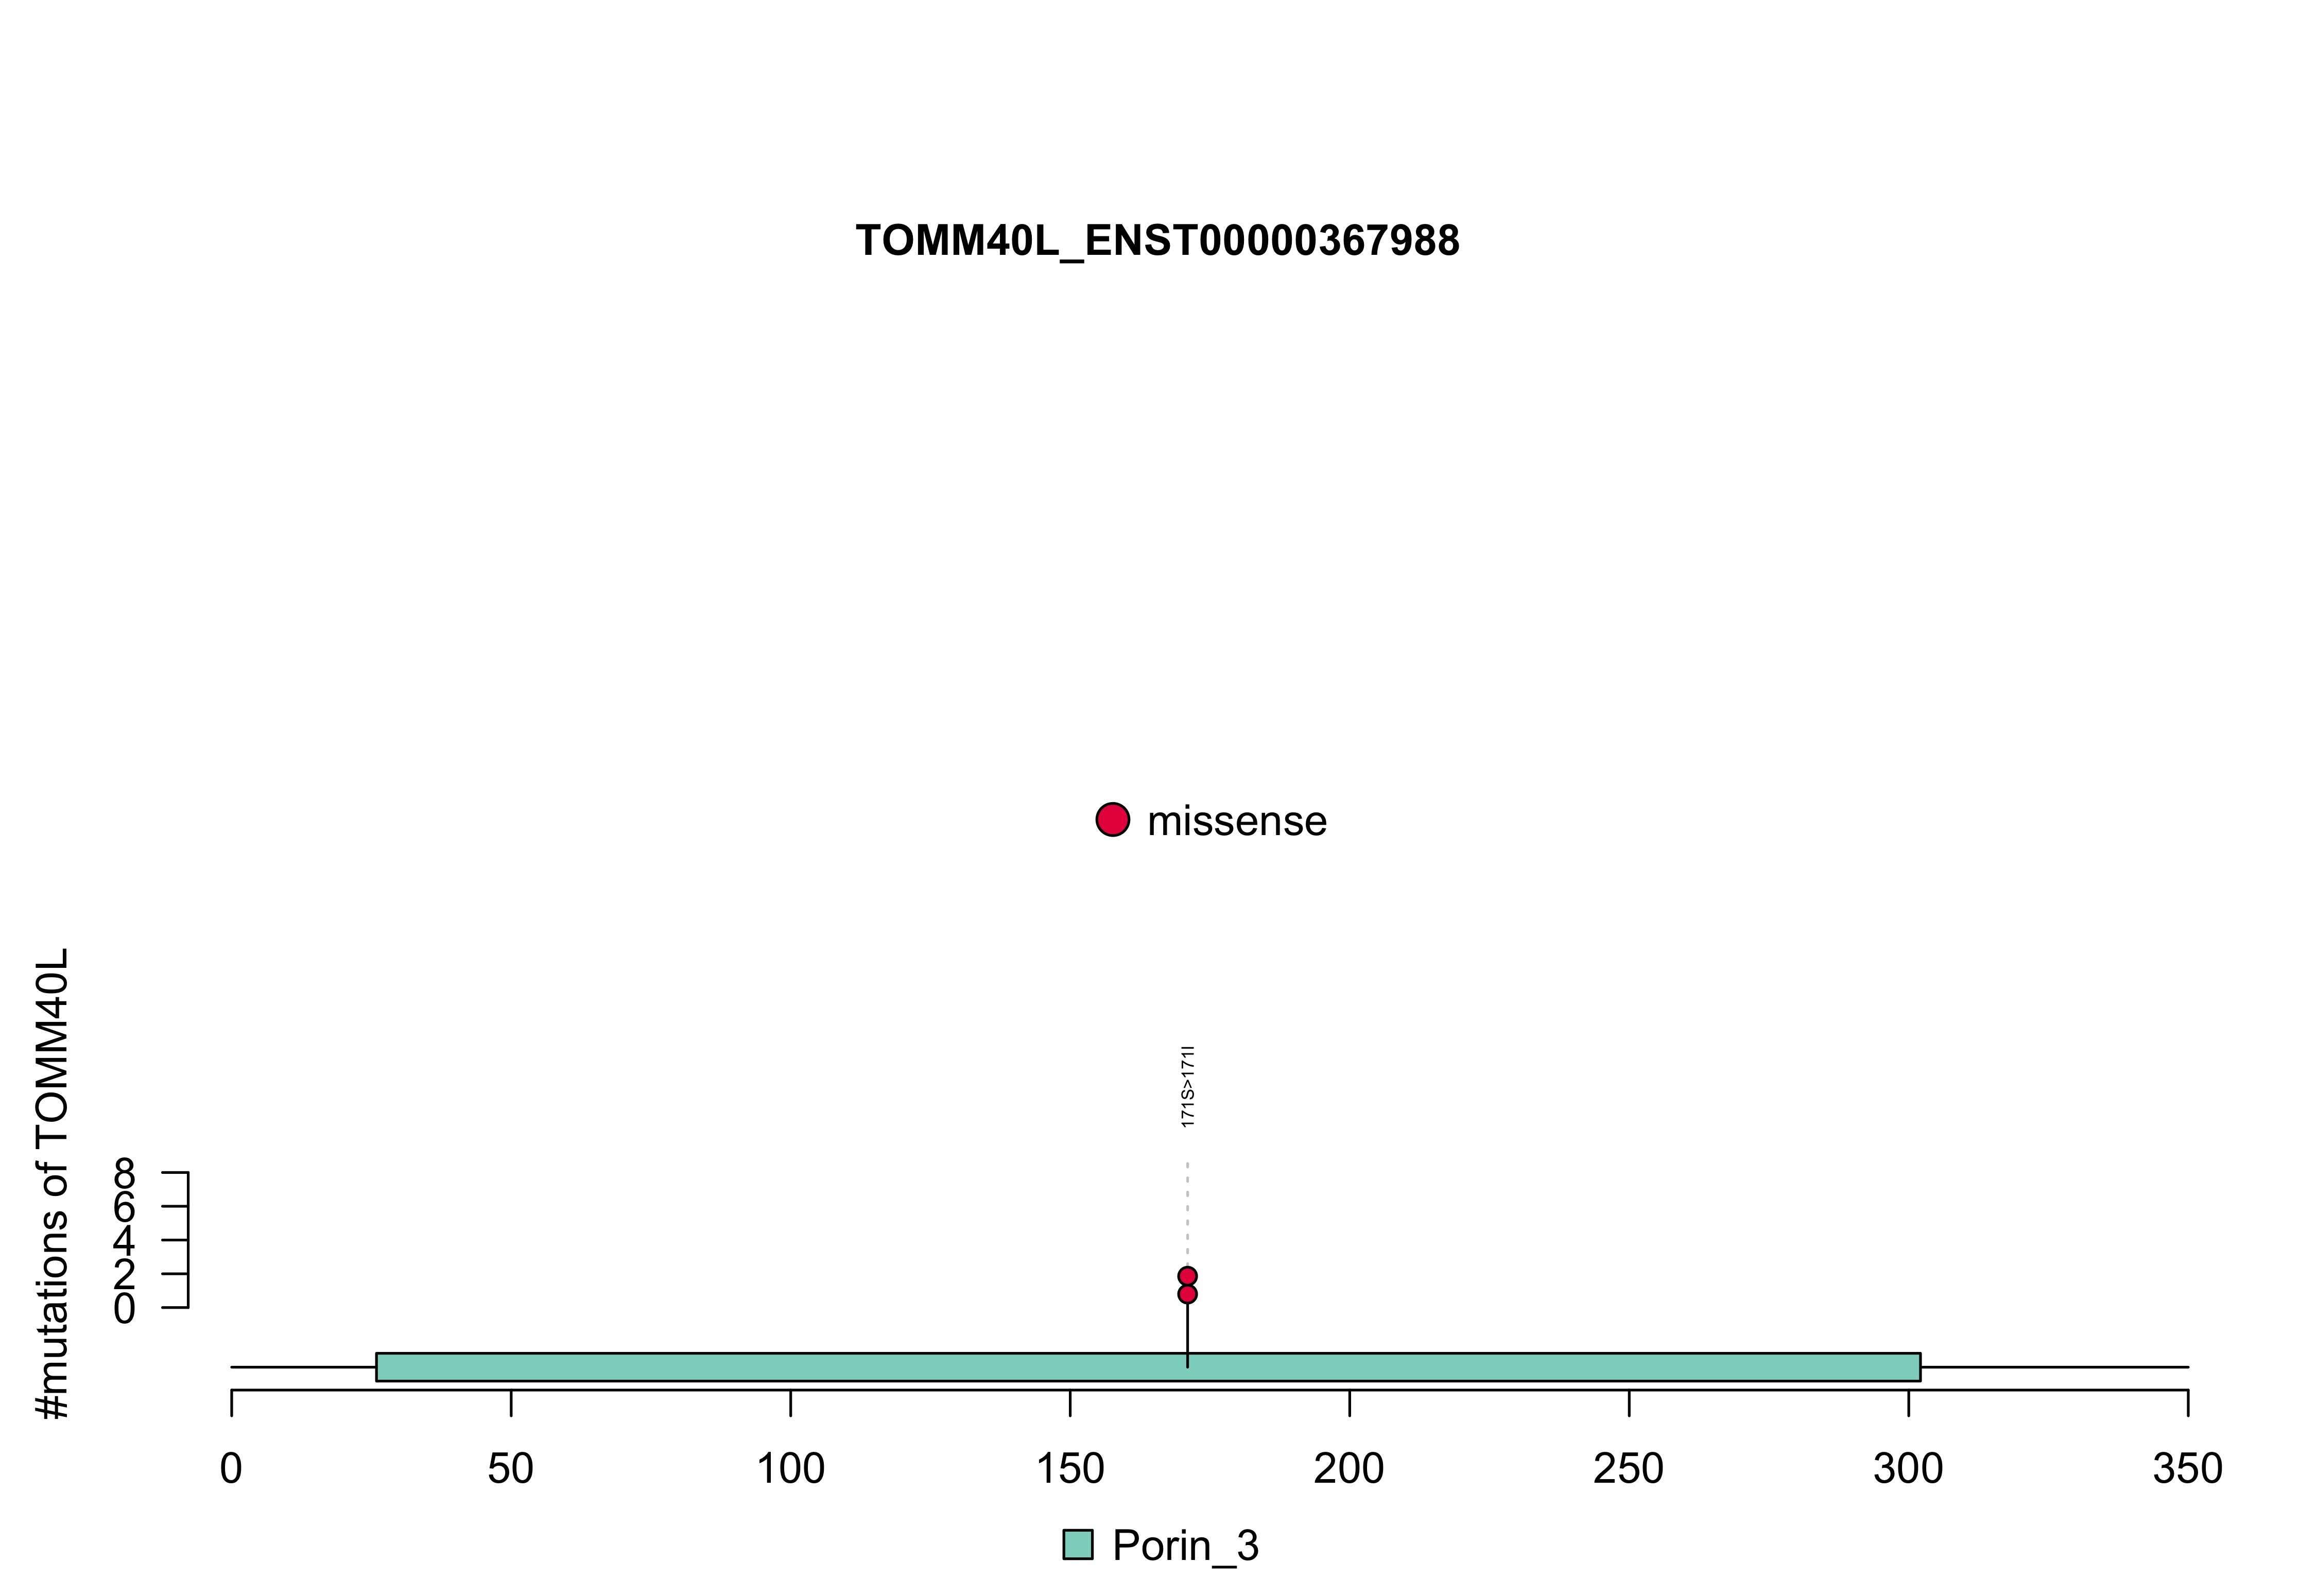 TOMM40L_ENST00000367988
missense
#mutations of TOMM40L
171S>171I
8
6
4
2
0
0 50 100 150 200 250 300 350
Porin_3